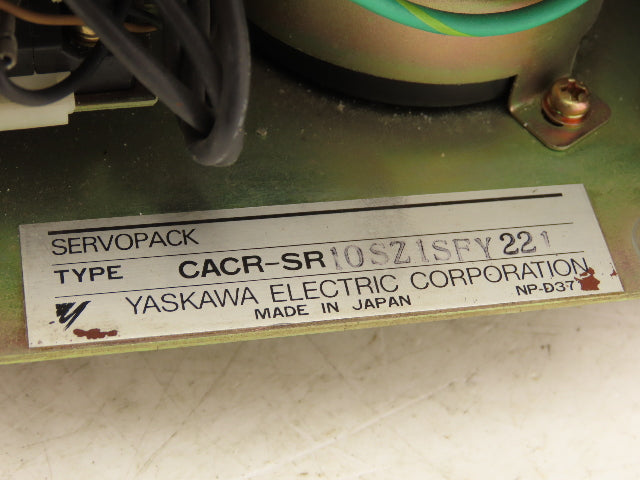 SERVOPACK
TYPE CACR-SR10SZ1SFY221
YASKAWA ELECTRIC CORPORATION
MADE IN JAPAN NP-D37